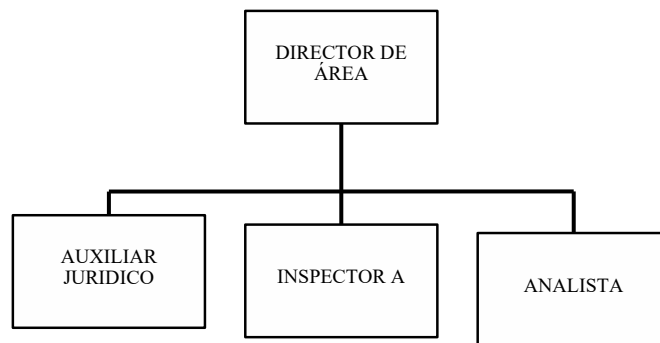 DIRECTOR DE
ÁREA
AUXILIAR
JURIDICO
INSPECTOR A
ANALISTA